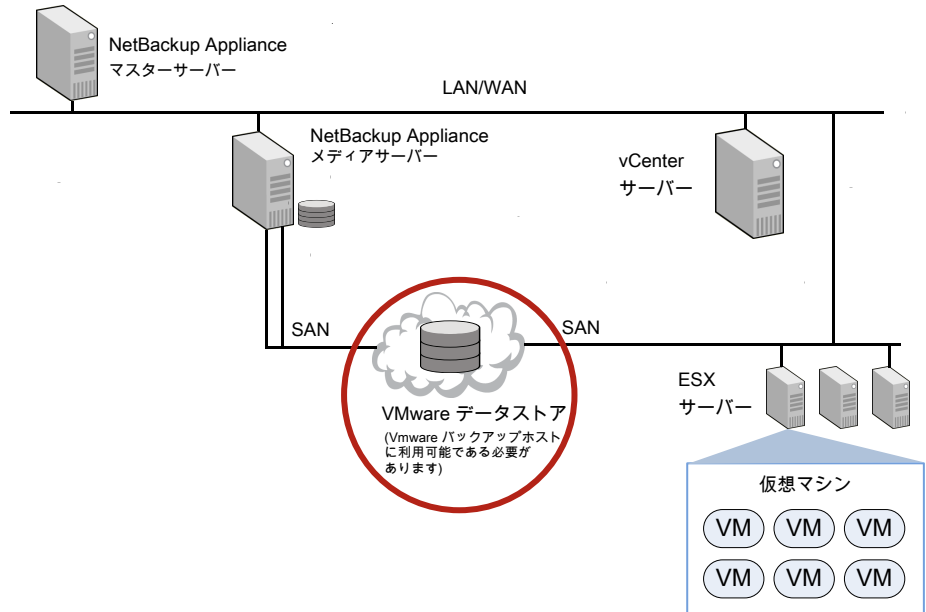 NetBackup Appliance
マスターサーバー
LAN/WAN
NetBackup Appliance
メディアサーバー
vCenter
サーバー
SAN
SAN
VMware データストア
(Vmware バックアップホスト
に利用可能である必要が
あります)
ESX
サーバー
仮想マシン
VM VM VM
VM VM VM